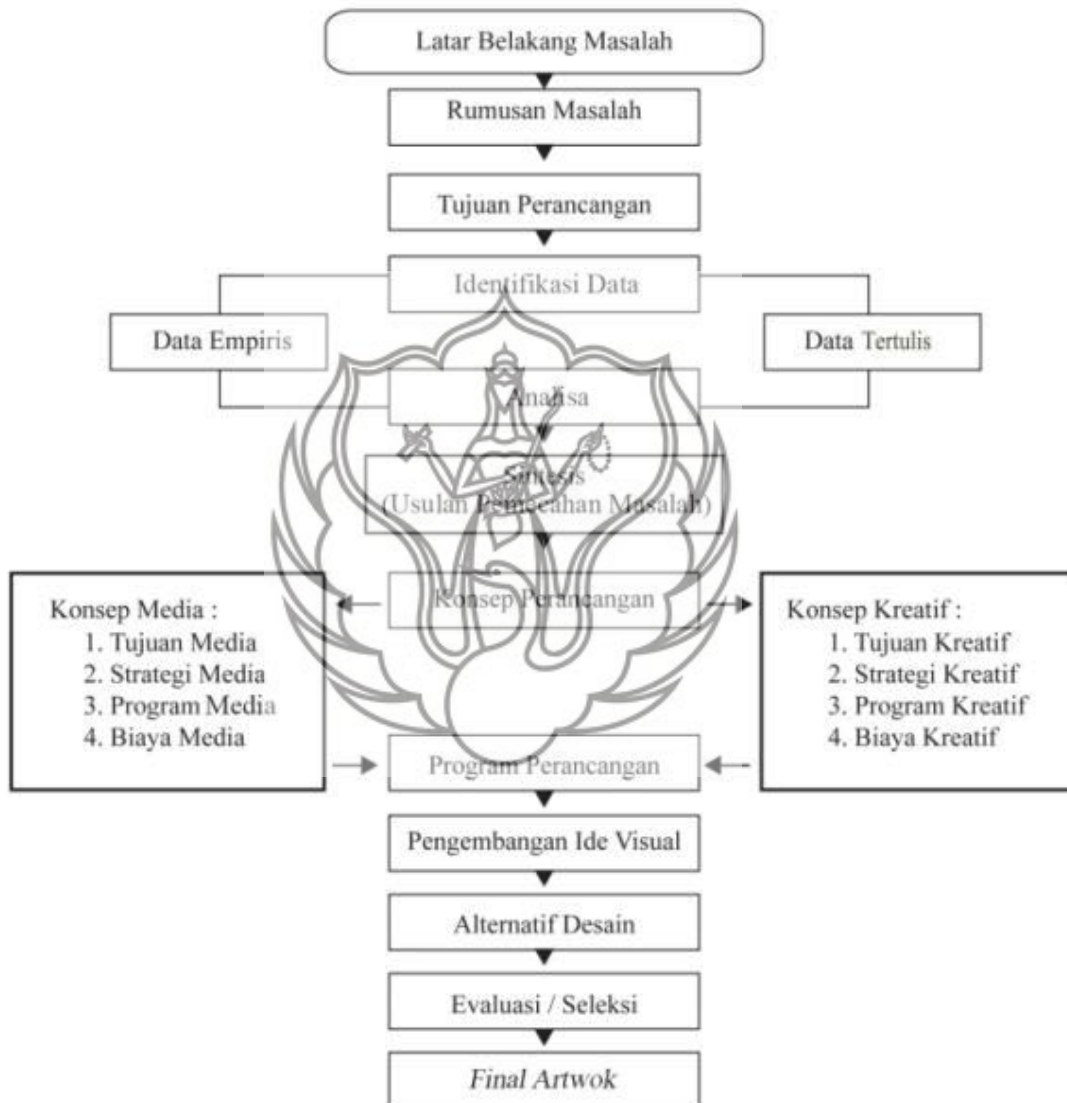 Latar Belakang Masalah
Rumusan Masalah
Tujuan Perancangan
Identifikasi Data
Data Empiris
Data Tertulis
Analisa
Sintesis
(Usulan Pemecahan Masalah)
Konsep Perancangan
Konsep Media :
1. Tujuan Media
2. Strategi Media
3. Program Media
4. Biaya Media
Konsep Kreatif :
1. Tujuan Kreatif
2. Strategi Kreatif
3. Program Kreatif
4. Biaya Kreatif
Program Perancangan
Pengembangan Ide Visual
Alternatif Desain
Evaluasi / Seleksi
Final Artwok